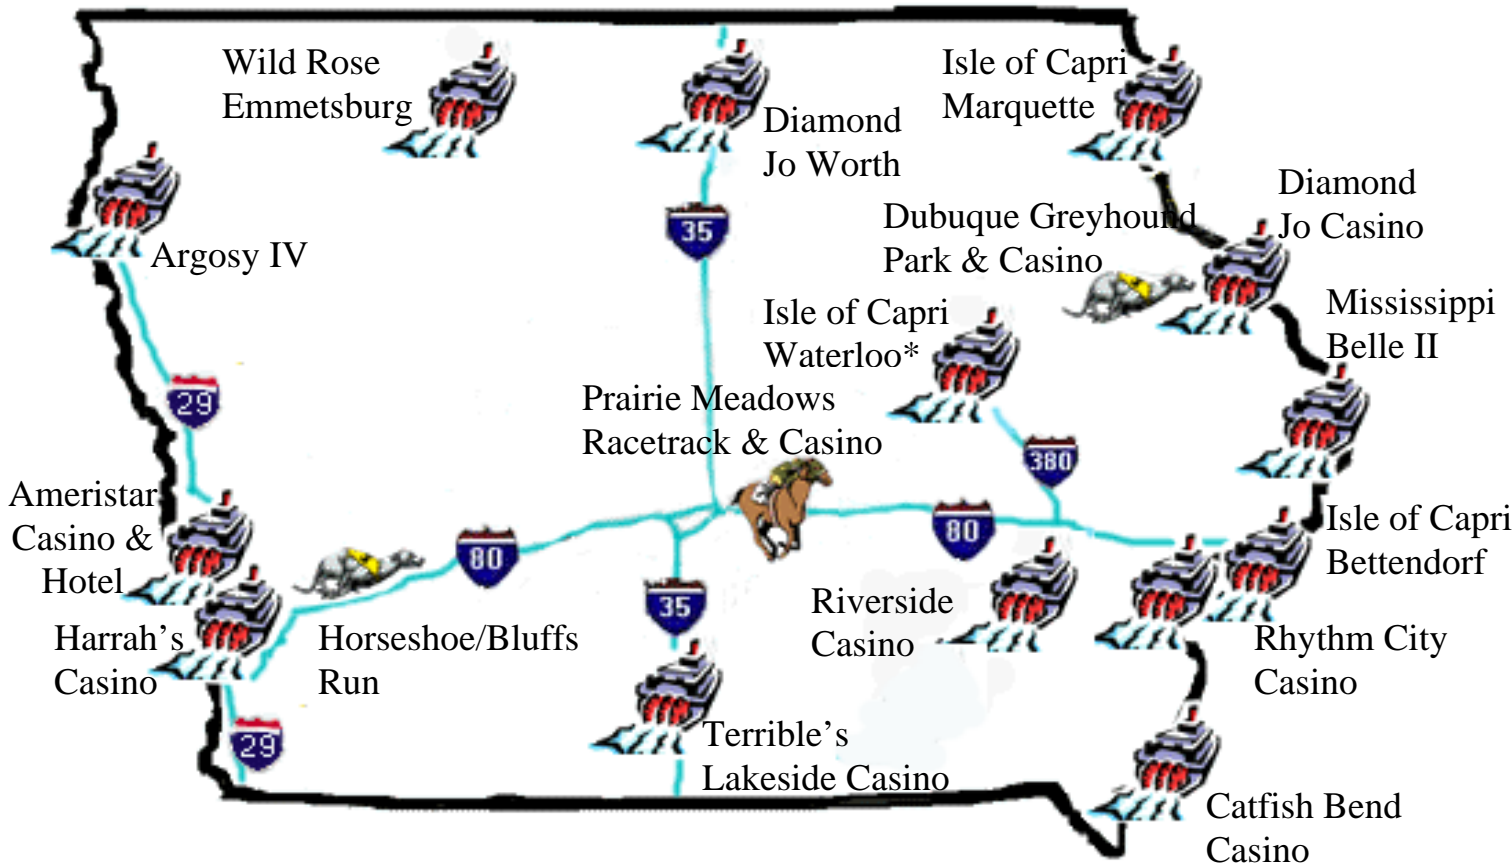 Wild Rose
Emmetsburg
Diamond
Jo Worth
Isle of Capri
Marquette
Diamond
Jo Casino
Argosy IV
35
Dubuque Greyhound
Park & Casino
Mississippi
Belle II
Isle of Capri
Waterloo*
29
Prairie Meadows
Racetrack & Casino
380
Ameristar
Casino &
Hotel
80
80
Isle of Capri
Bettendorf
Harrah’s
Casino
Horseshoe/Bluffs
Run
35
Riverside
Casino
Rhythm City
Casino
29
Terrible’s
Lakeside Casino
Catfish Bend
Casino